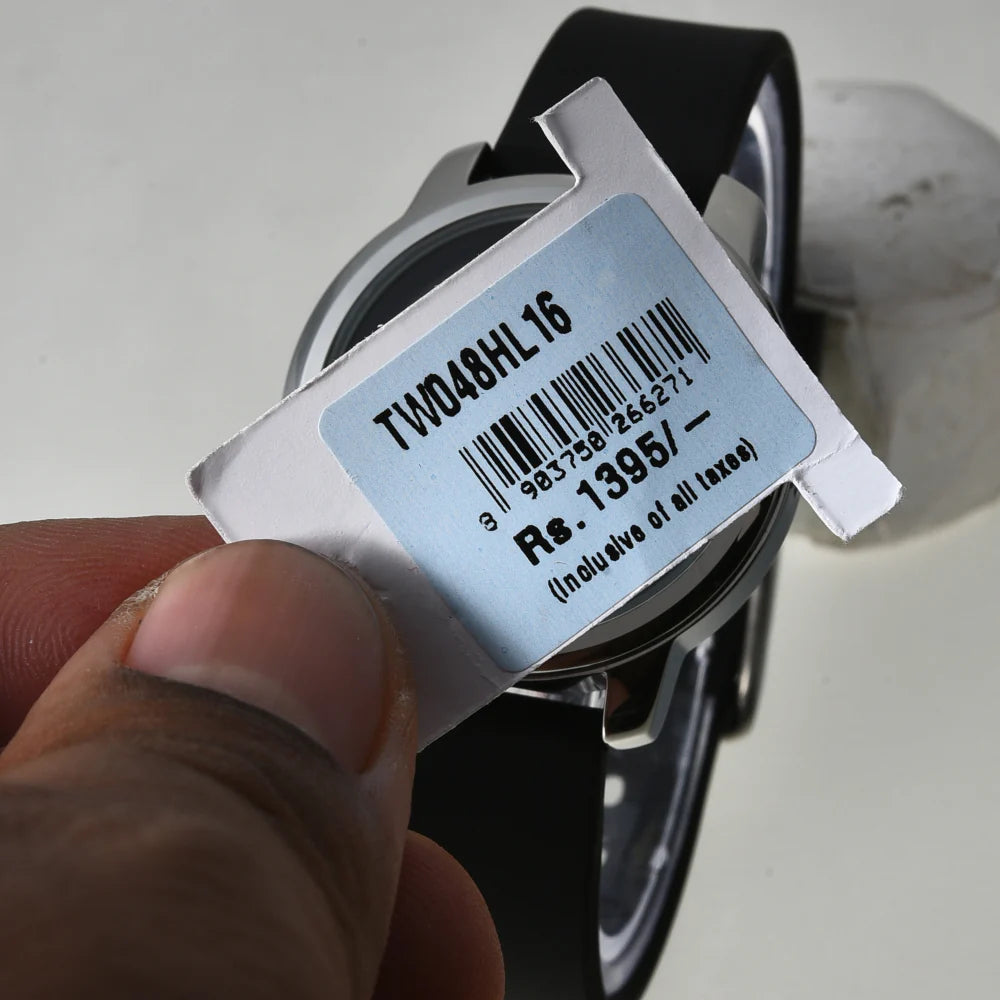 TW048HL16
8 903758 266271
Rs. 1395/-
(Inclusive of all taxes)